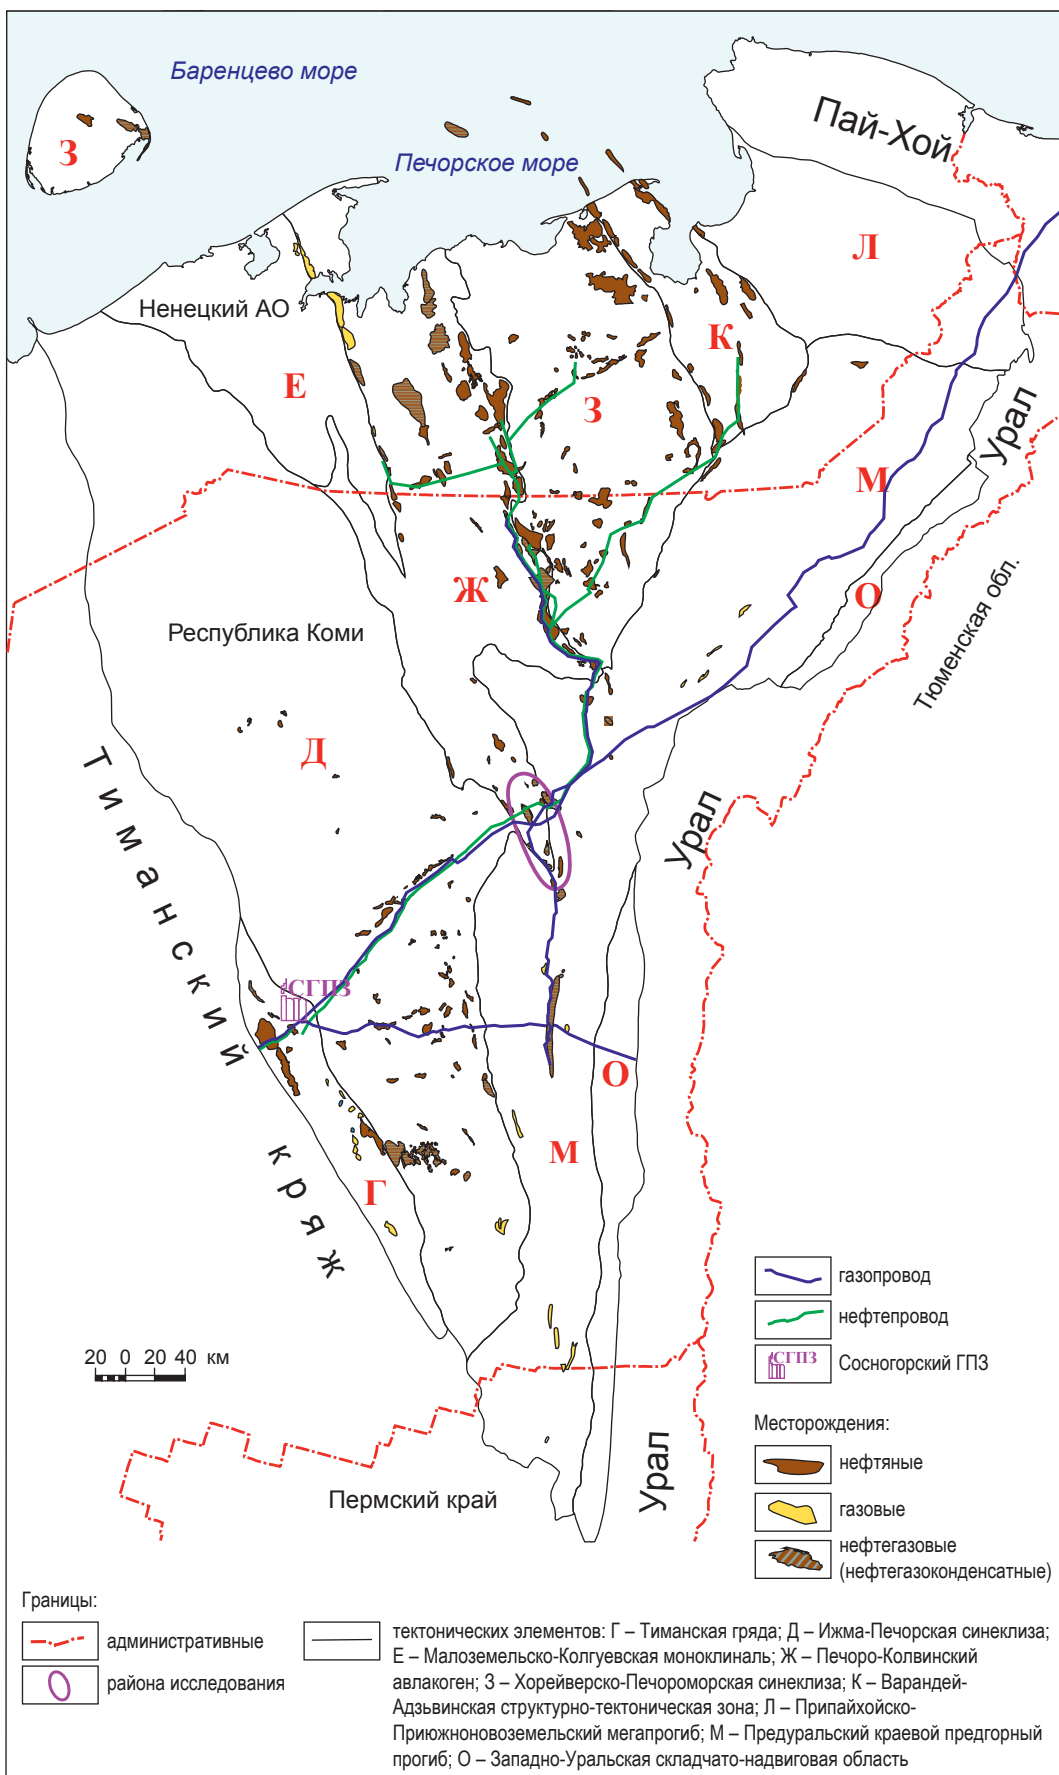 Баренцево море
Пай-Хой
З
Печорское море
Л
Ненецкий АО
К
Е
З
Урал
М
Ж
О
Республика Коми
Тюменская обл.
Д
Тиманский кряж
Урал
СГПЗ
О
М
Г
газопровод
нефтепровод
20 0 20 40 км
СГПЗ
Сосногорский ГПЗ
Месторождения:
нефтяные
Урал
Пермский край
газовые
нефтегазовые
(нефтегазоконденсатные)
Границы:
административные
района исследования
тектонических элементов: Г – Тиманская гряда; Д – Ижма-Печорская синеклиза;
Е – Малоземельско-Колгуевская моноклиналь; Ж – Печоро-Колвинский
авлакоген; З – Хорейверско-Печороморская синеклиза; К – Варандей-
Адзьвинская структурно-тектоническая зона; Л – Припайхойско-
Приюжноновоземельский мегапрогиб; М – Предуральский краевой предгорный
прогиб; О – Западно-Уральская складчато-надвиговая область